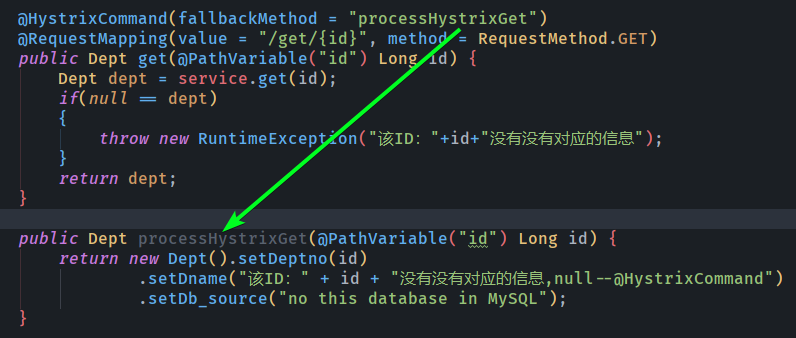 @HystrixCommand(fallbackMethod = "processHystrixGet")
@RequestMapping(value = "/get/{id}", method = RequestMethod.GET)
public Dept get(@PathVariable("id") Long id) {
    Dept dept = service.get(id);
    if(null == dept)
    {
        throw new RuntimeException("该ID："+id+"没有没有对应的信息");
    }
    return dept;
}
public Dept processHystrixGet(@PathVariable("id") Long id) {
    return new Dept().setDeptno(id)
            .setDname("该ID：" + id + "没有没有对应的信息,null--@HystrixCommand")
            .setDb_source("no this database in MySQL");
}